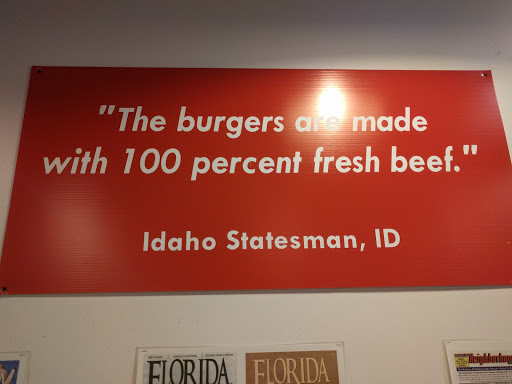 "The burgers are made
with 100 percent fresh beef."
Idaho Statesman, ID
FLORIDA
FLORIDA